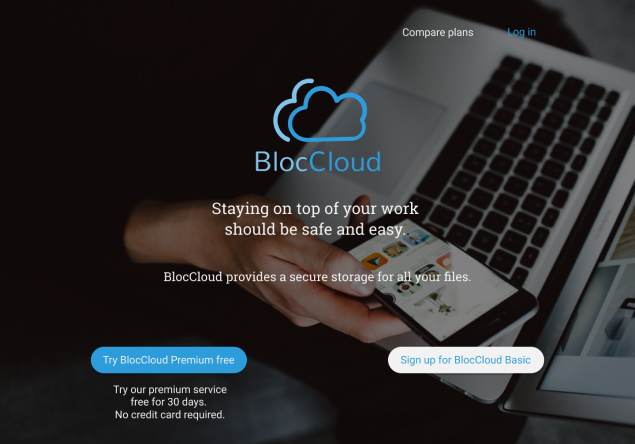 Compare plans
Log in
BlocCloud
Staying on top of your work
should be safe and easy.
BlocCloud provides a secure storage for all your files.
Try BlocCloud Premium free
Sign up for BlocCloud Basic
Try our premium service
free for 30 days.
No credit card required.